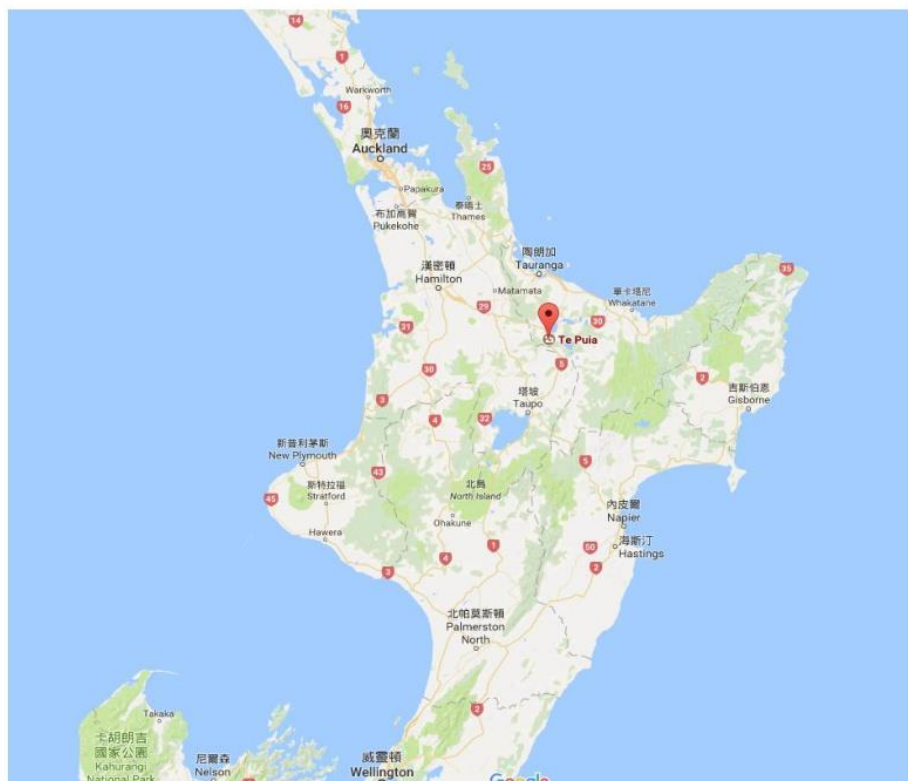 14
1
Warkworth
16
奧克蘭
Auckland
25
Papakura
泰晤士
Thames
布加高賀
Pukekohe
陶朗加
Tauranga
35
漢密頓
Hamilton
Matamata
單卡塔尼
Whakatane
29
30
31
Te Puia
5
30
2
吉斯伯恩
Gisborne
3
塔坡
Taupo
4
32
新普利茅斯
New Plymouth
43
5
北島
North Island
45
斯特拉福
Stratford
內皮爾
Napier
Ohakune
Hawera
海斯汀
Hastings
1
50
4
2
3
北帕莫斯頓
Palmerston
North
2
Takaka
卡胡朗吉
國家公園
Kahurangi
National Park
尼爾森
Nelson
威靈頓
Wellington
Google